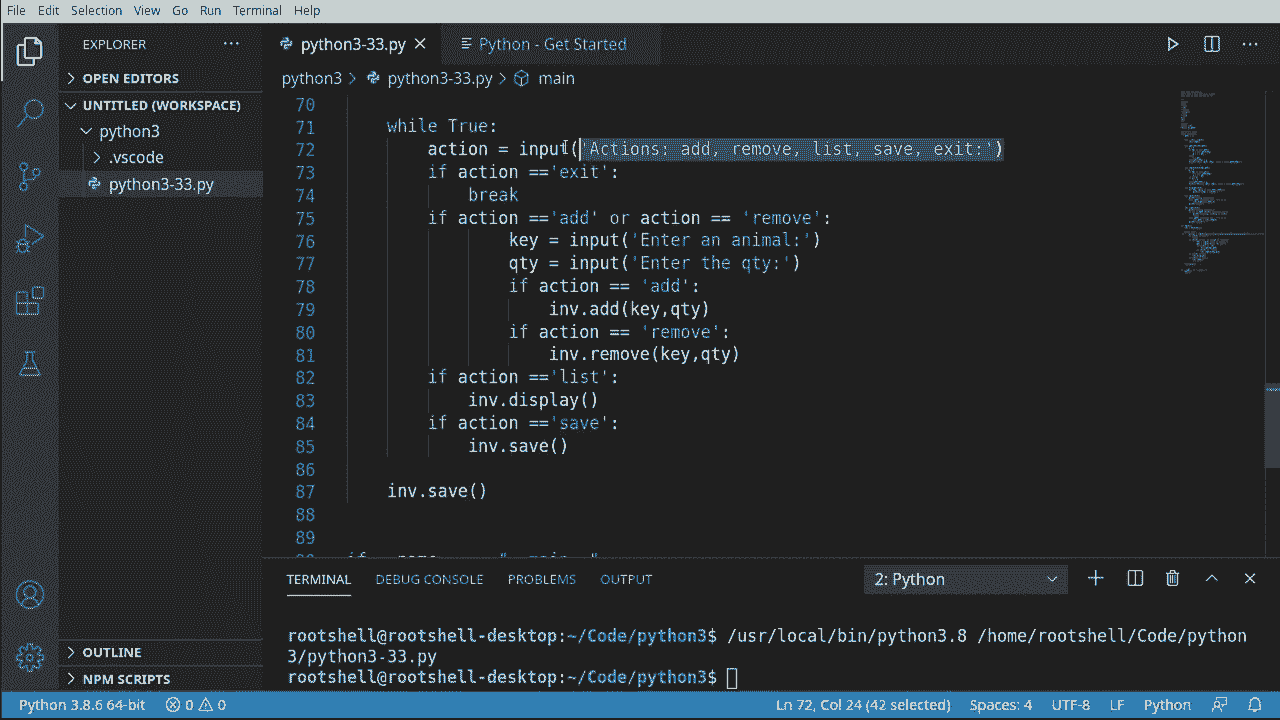 File Edit Selection View Go Run Terminal Help
EXPLORER
python3-33.py
Python - Get Started
OPEN EDITORS
python3 > python3-33.py > main
UNTITLED (WORKSPACE)
python3
.vscode
python3-33.py
70
71 while True:
72 action = input('Actions: add, remove, list, save, exit:')
73 if action =='exit':
74 break
75 if action =='add' or action == 'remove':
76 key = input('Enter an animal:')
77 qty = input('Enter the qty:')
78 if action == 'add':
79 inv.add(key,qty)
80 if action == 'remove':
81 inv.remove(key,qty)
82 if action =='list':
83 inv.display()
84 if action =='save':
85 inv.save()
86
87 inv.save()
88
89
TERMINAL DEBUG CONSOLE PROBLEMS OUTPUT 2: Python
rootshell@rootshell-desktop:~/Code/python3$ /usr/local/bin/python3.8 /home/rootshell/Code/python
3/python3-33.py
rootshell@rootshell-desktop:~/Code/python3$
OUTLINE
NPM SCRIPTS
Python 3.8.6 64-bit 0 0 Ln 72, Col 24 (42 selected) Spaces: 4 UTF-8 LF Python